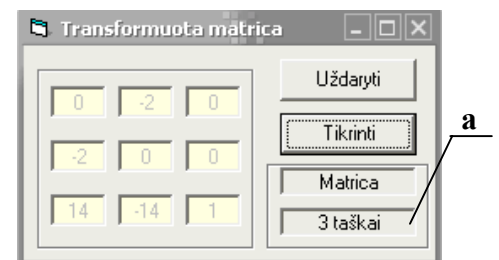 Transformuota matrica
Uždaryti
0 -2 0
Tikrinti
a
-2 0 0
Matrica
14 -14 1
3 taškai